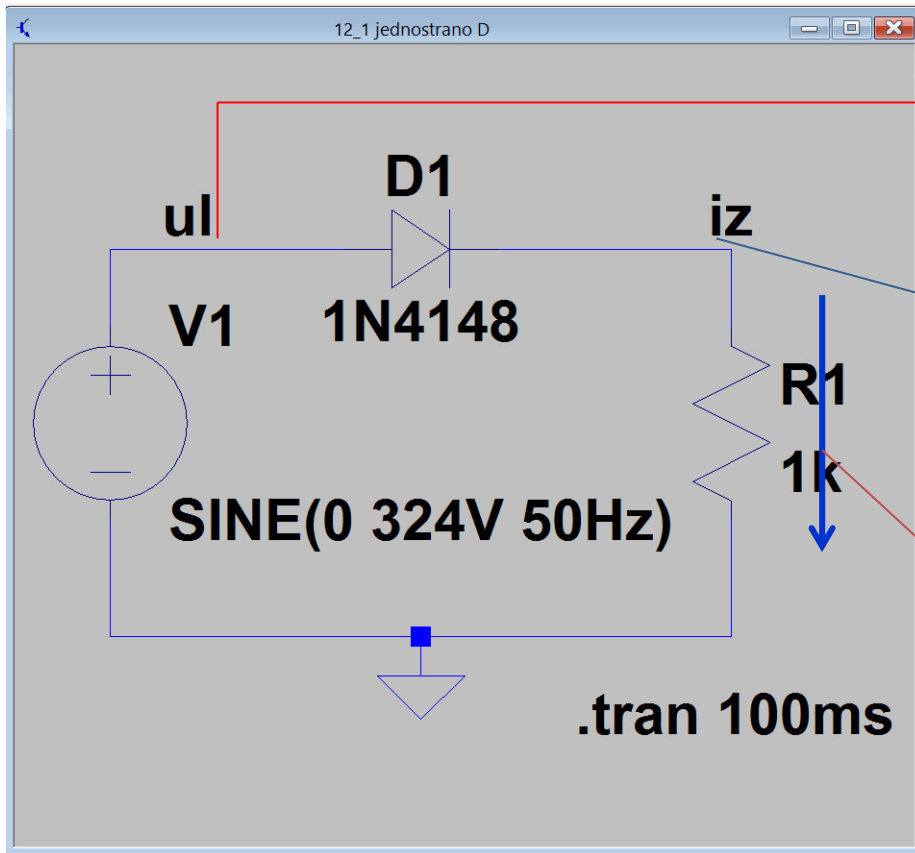 12_1 jednostrano D
D1
ul
iz
V1
1N4148
R1
1k
SINE(0 324V 50Hz)
.tran 100ms